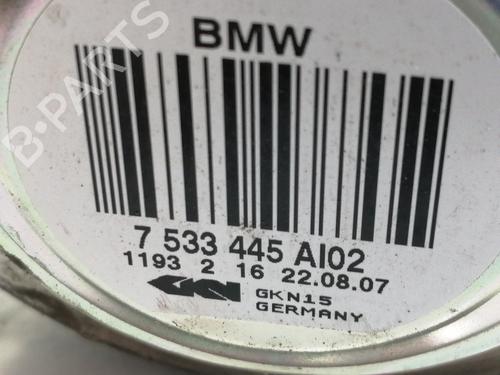 BMW
B-PARTS
7 533 445 AI02
1193 2 16 22.08.07
GKN GKN15
GERMANY